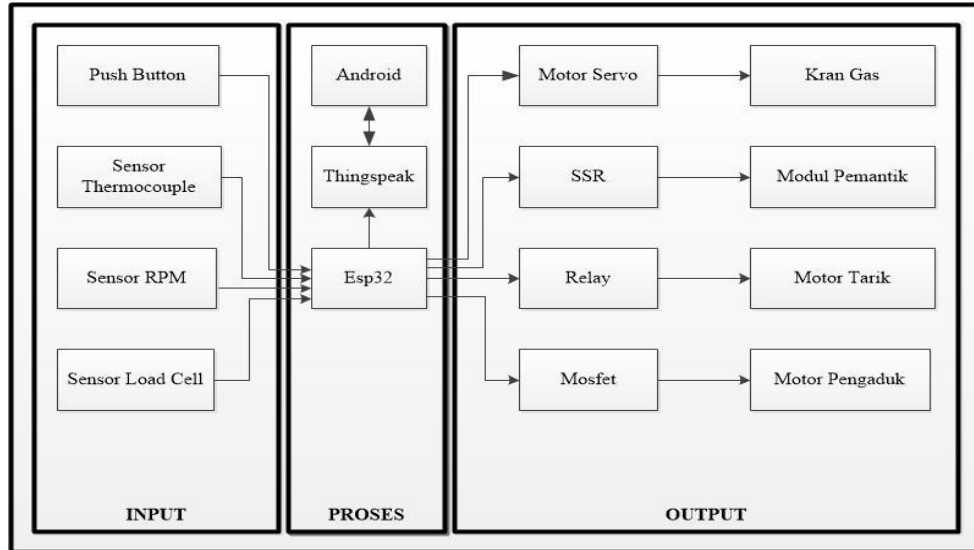 Push Button
Sensor
Thermocouple
Sensor RPM
Sensor Load Cell
INPUT
Android
Thingspeak
Esp32
PROSES
Motor Servo
Kran Gas
SSR
Modul Pemantik
Relay
Motor Tarik
Mosfet
Motor Pengaduk
OUTPUT